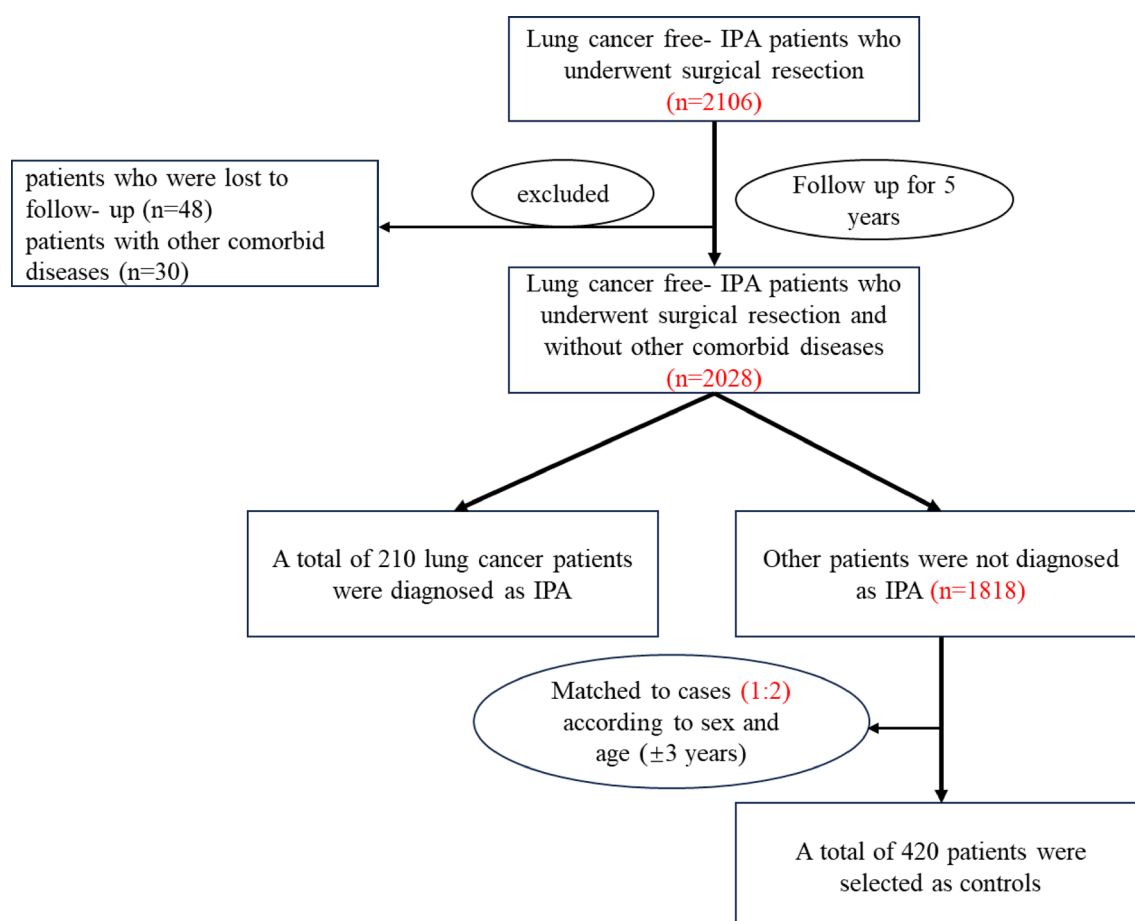 Lung cancer free- IPA patients who
underwent surgical resection
(n=2106)
patients who were lost to
follow- up (n=48)
patients with other comorbid
diseases (n=30)
excluded
Follow up for 5
years
Lung cancer free- IPA patients who
underwent surgical resection and
without other comorbid diseases
(n=2028)
A total of 210 lung cancer patients
were diagnosed as IPA
Other patients were not diagnosed
as IPA (n=1818)
Matched to cases (1:2)
according to sex and
age (±3 years)
A total of 420 patients were
selected as controls